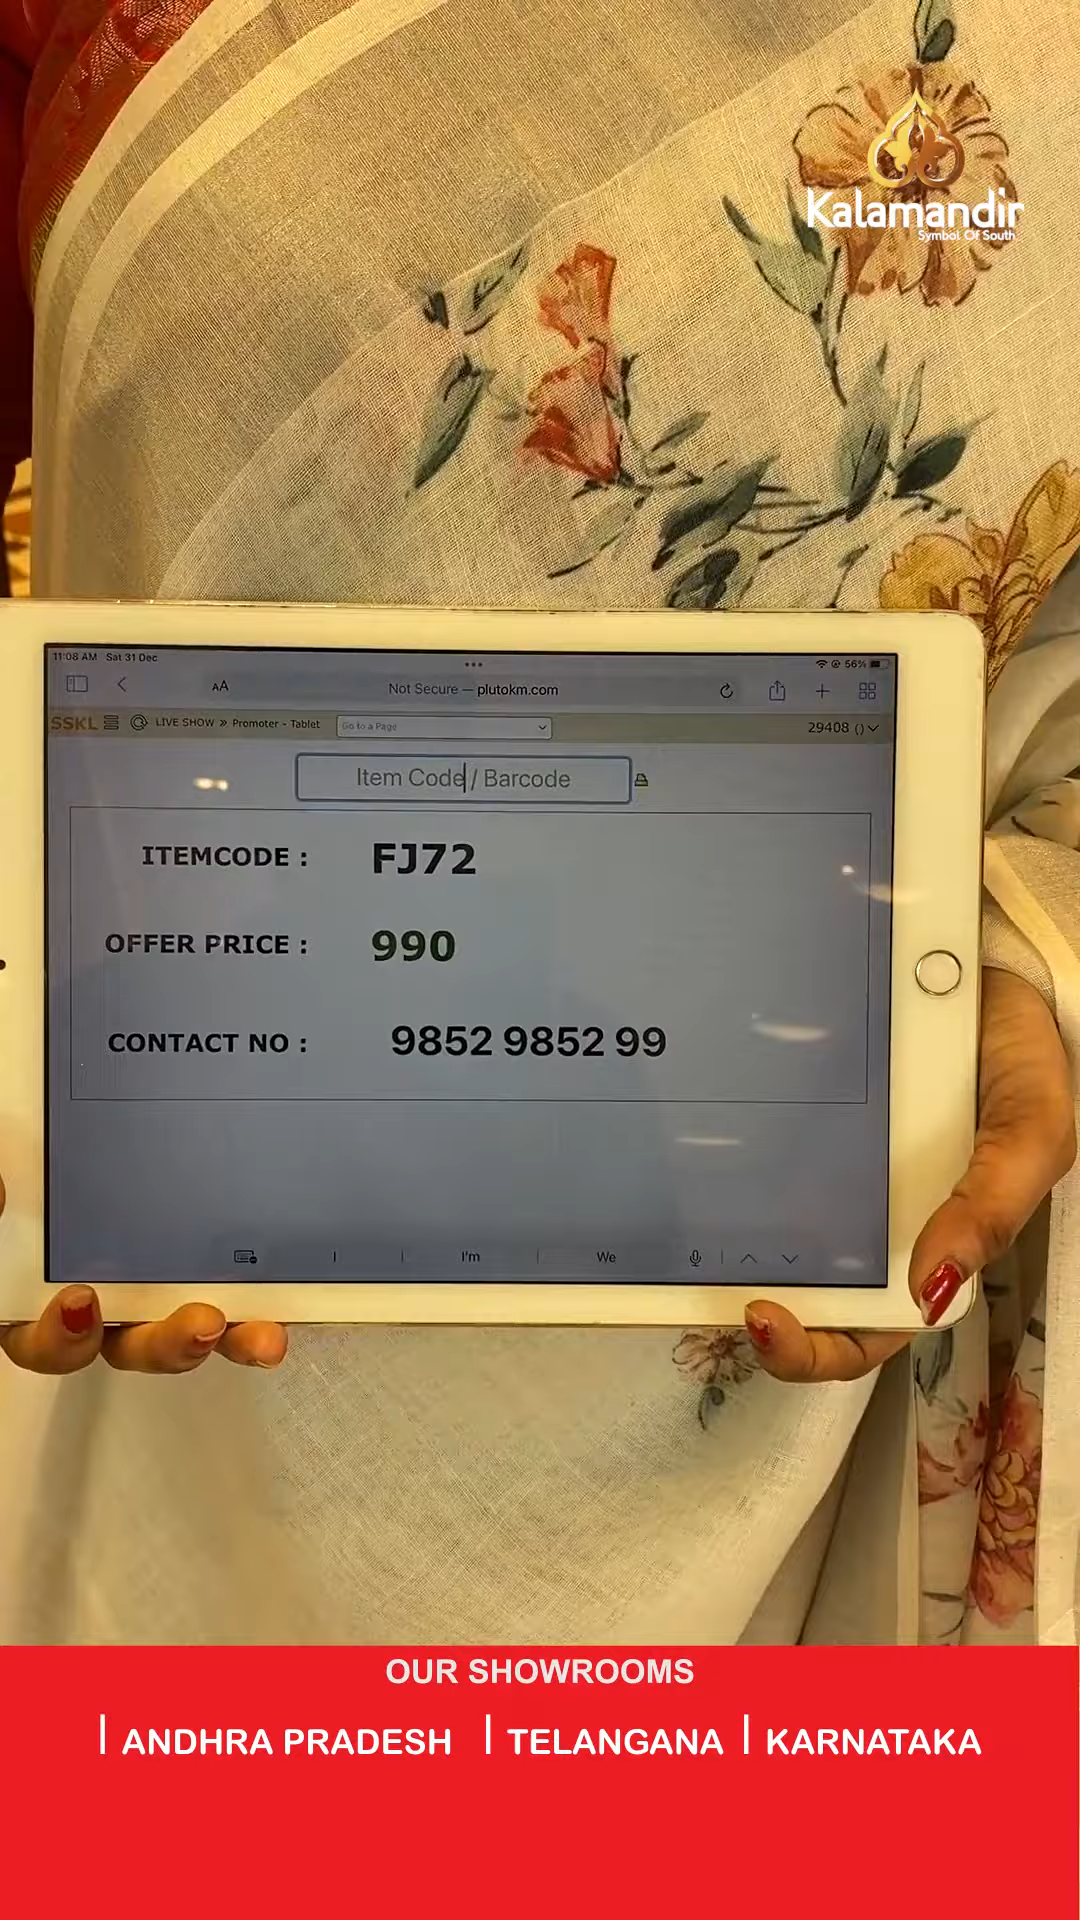 Kalamandir
Symbol Of South
11:08 AM Sat 31 Dec
56%
AA
Not Secure — plutokm.com
SSKL LIVE SHOW » Promoter - Tablet Go to a Page 29408 ()
Item Code / Barcode
ITEMCODE : FJ72
OFFER PRICE : 990
CONTACT NO : 9852 9852 99
I I'm We
OUR SHOWROOMS
| ANDHRA PRADESH | TELANGANA | KARNATAKA